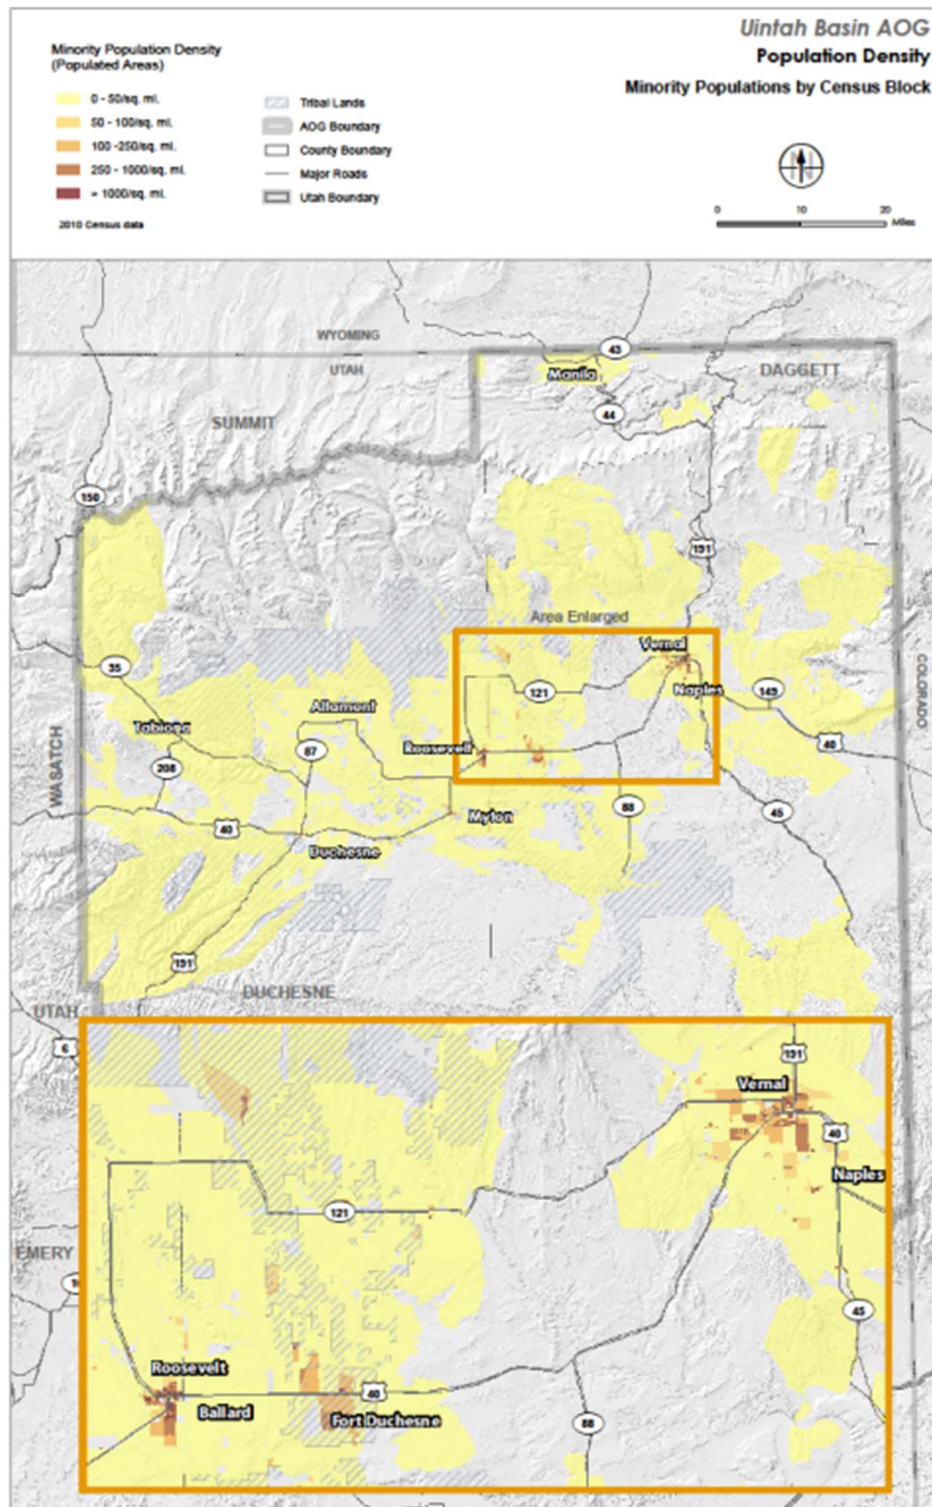 Uintah Basin AOG
Population Density
Minority Populations by Census Block
Minority Population Density
(Populated Areas)
0 - 50/sq. mi.
50 - 100/sq. mi.
100 -250/sq. mi.
250 - 1000/sq. mi.
> 1000/sq. mi.
2010 Census data
Tribal Lands
AOG Boundary
County Boundary
Major Roads
Utah Boundary
N
0 10 20
Miles
WYOMING
UTAH
43
Manila
DAGGETT
44
SUMMIT
150
191
Area Enlarged
Vernal
35
121
Naples
149
COLORADO
Altamont
Tabiona
WASATCH
87
Roosevelt
40
208
88
45
Myton
40
Duchesne
191
DUCHESNE
UTAH
6
191
Vernal
40
Naples
121
EMERY
45
Roosevelt
40
Ballard
Fort Duchesne
88